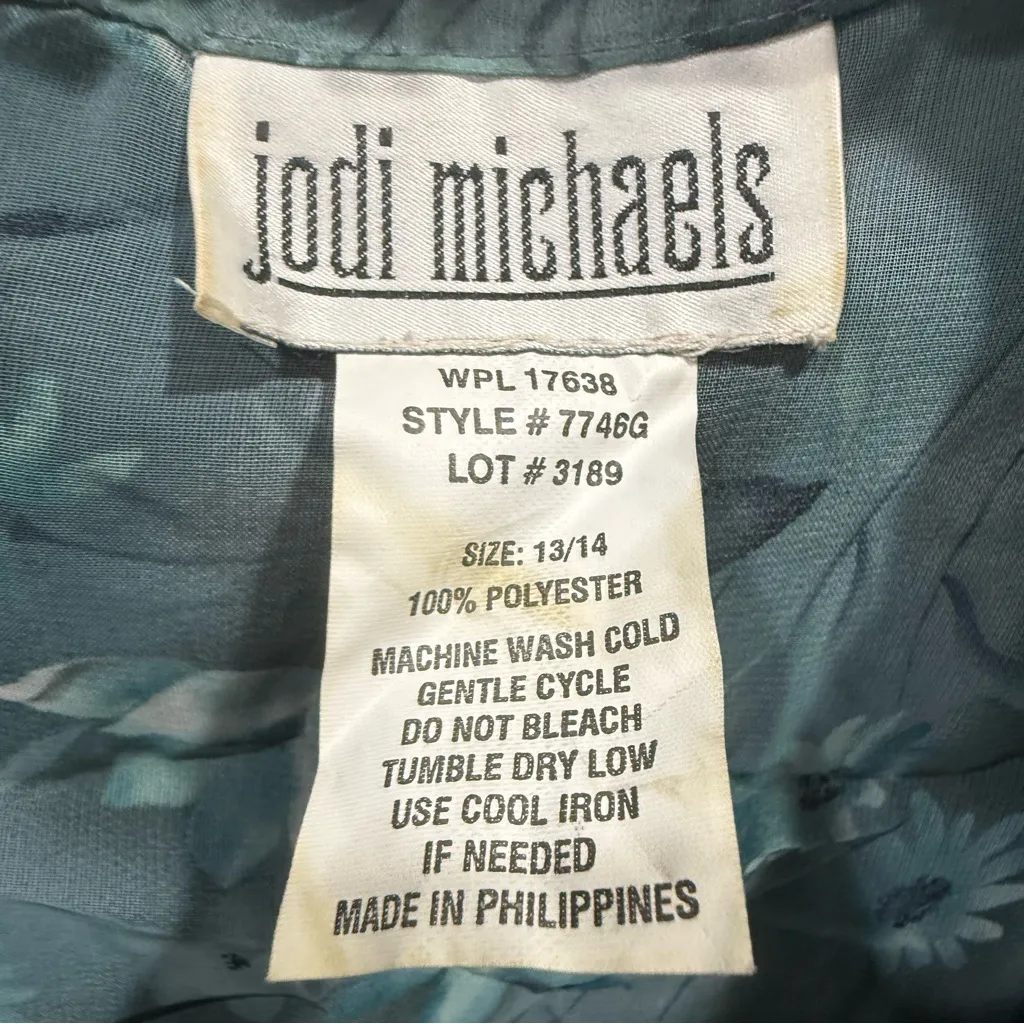 jodi michaels
WPL 17638
STYLE # 7746G
LOT # 3189
SIZE: 13/14
100% POLYESTER
MACHINE WASH COLD
GENTLE CYCLE
DO NOT BLEACH
TUMBLE DRY LOW
USE COOL IRON
IF NEEDED
MADE IN PHILIPPINES